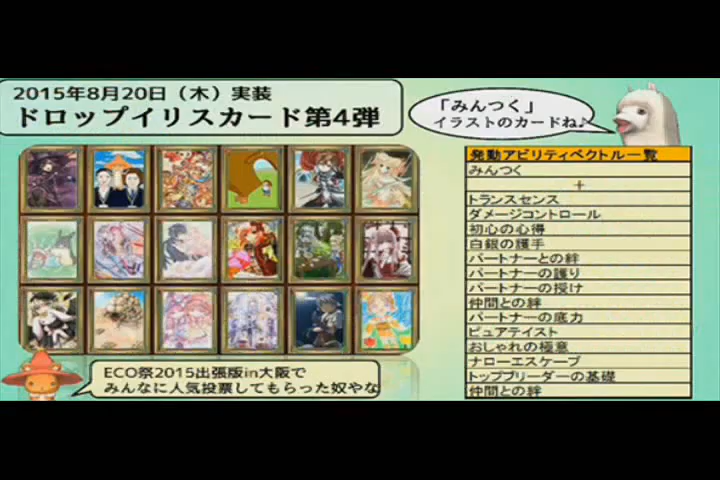 2015年8月20日（木）実装
ドロップイリスカード第4弾
「みんつく」
イラストのカードね♪
発動アビリティベクトル一覧
みんつく
＋
トランスセンス
ダメージコントロール
初心の心得
白銀の護手
パートナーとの絆
パートナーの護り
パートナーの授け
仲間との絆
パートナーの底力
ピュアテイスト
おしゃれの極意
ナローエスケープ
トップブリーダーの基礎
仲間との絆
ECO祭2015出張版in大阪で
みんなに人気投票してもらった奴やな